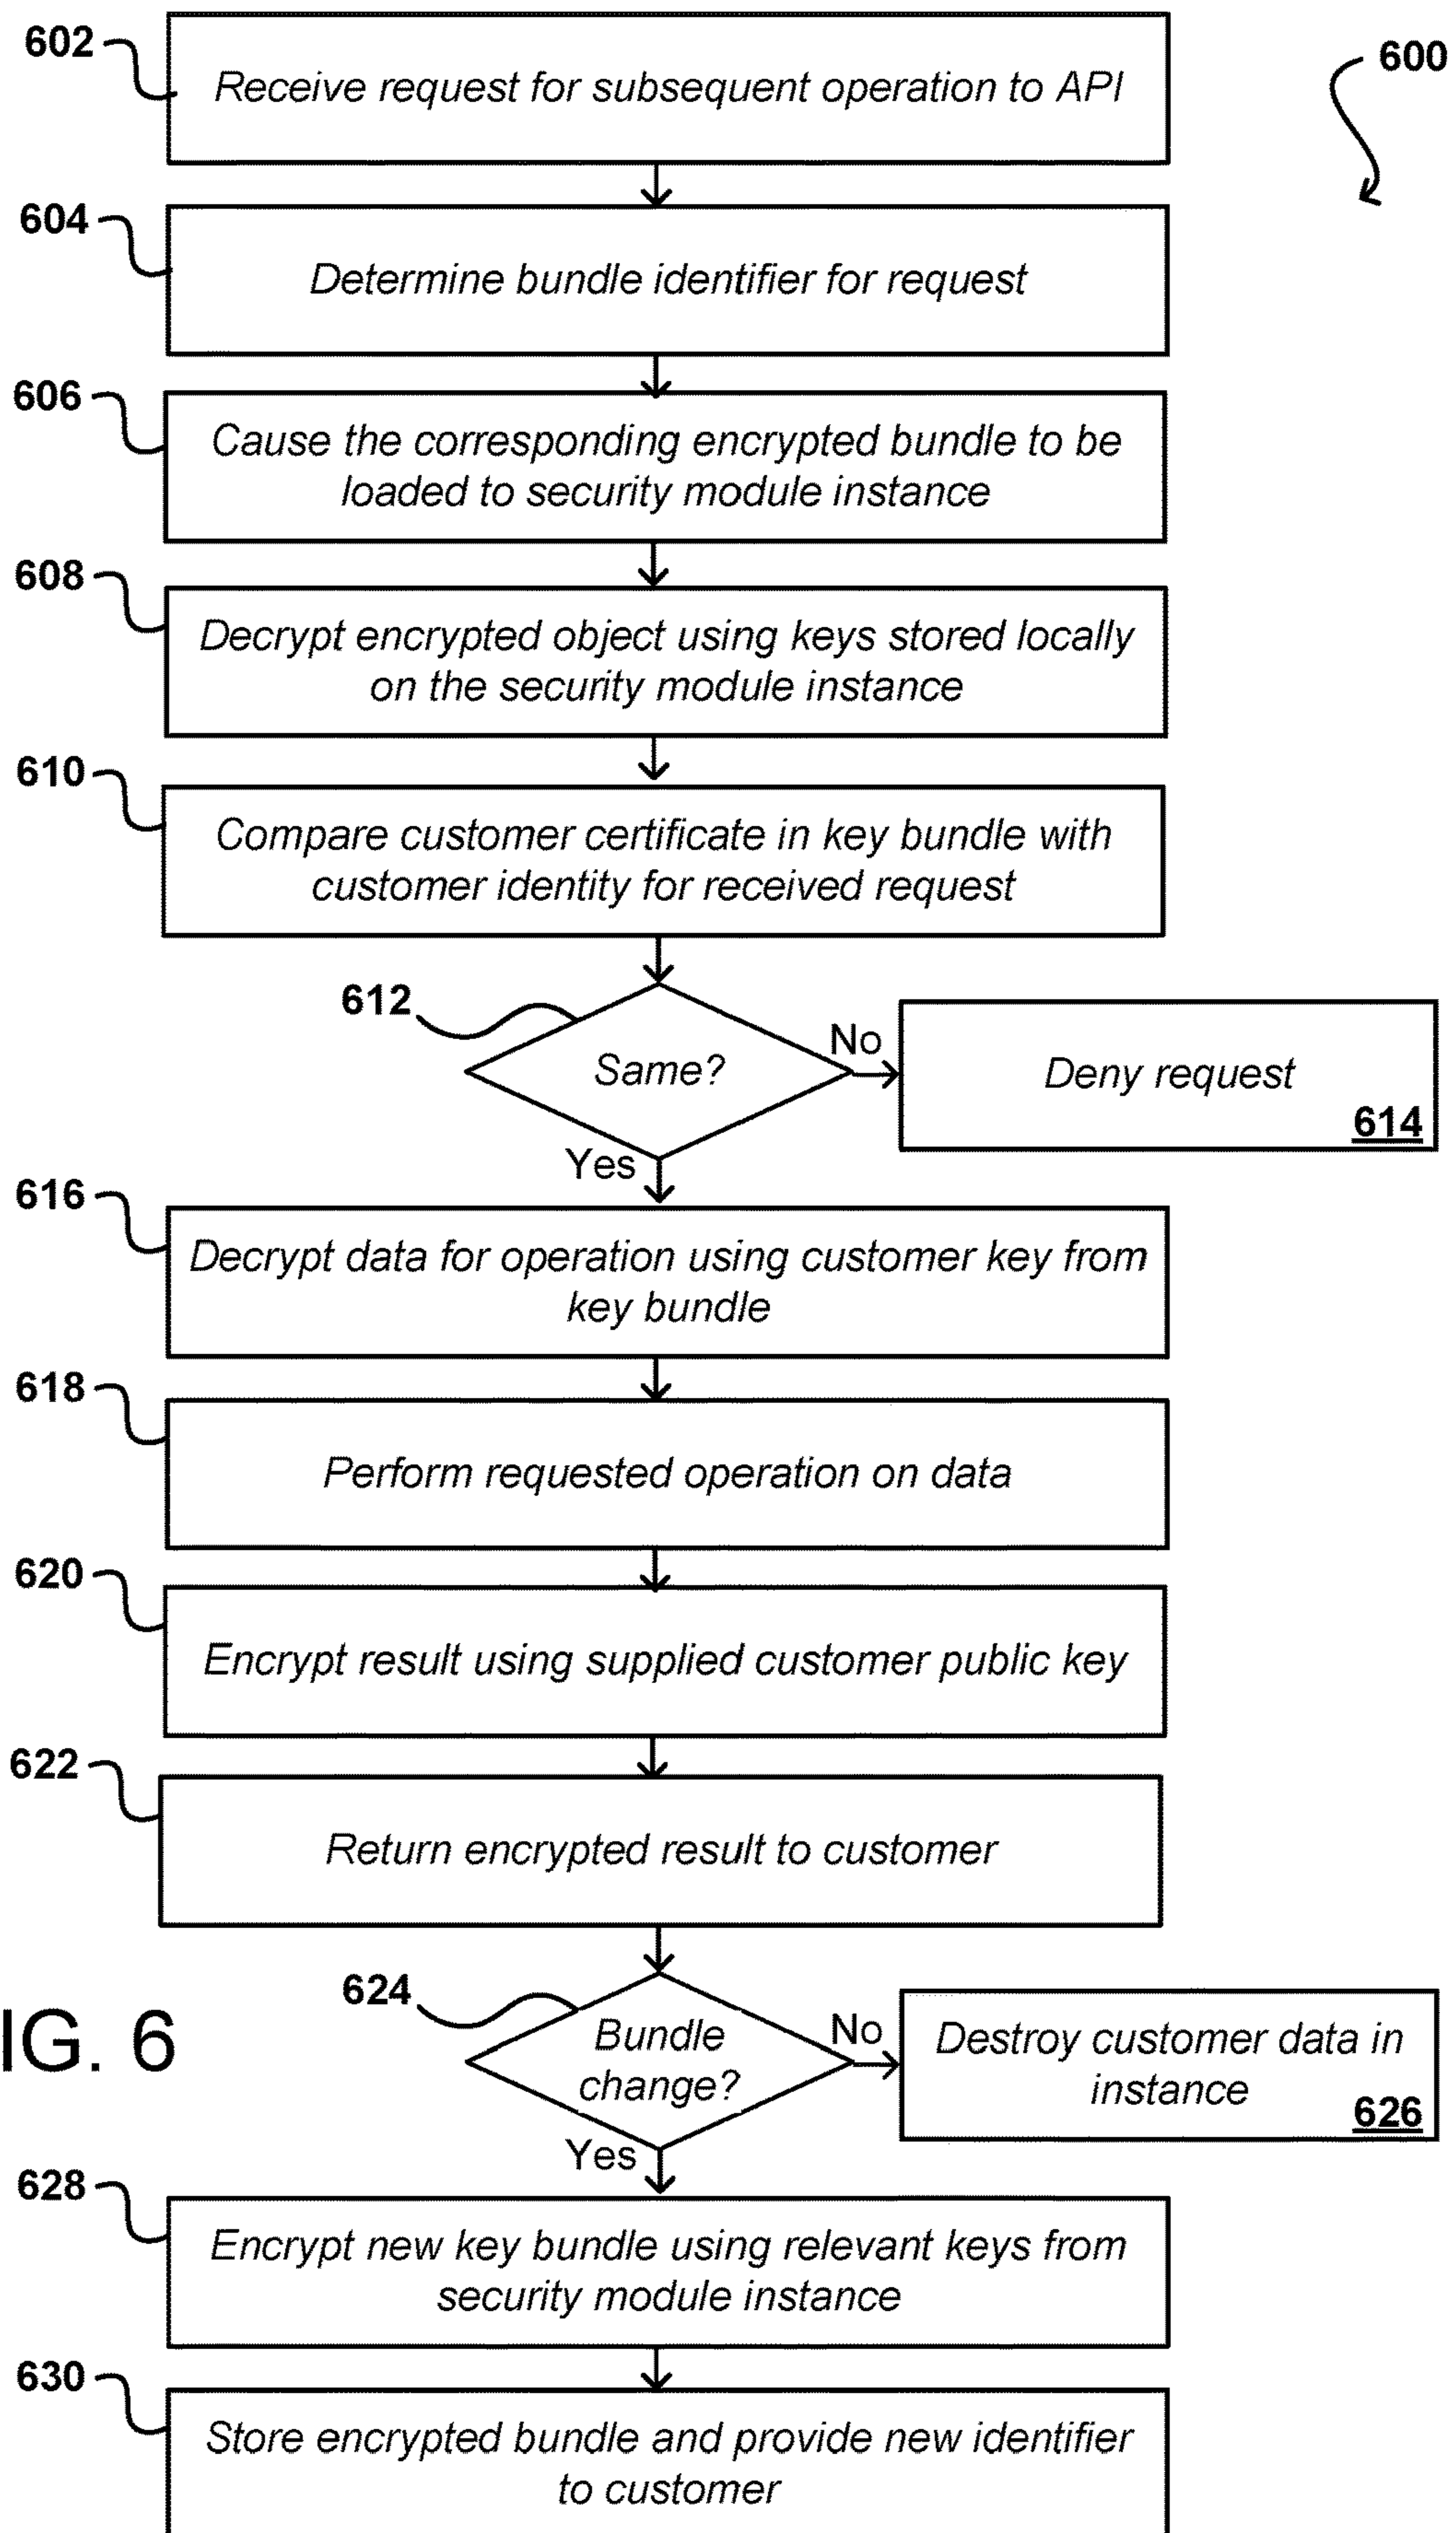 602
Receive request for subsequent operation to API
600
604
Determine bundle identifier for request
606
Cause the corresponding encrypted bundle to be
loaded to security module instance
608
Decrypt encrypted object using keys stored locally
on the security module instance
610
Compare customer certificate in key bundle with
customer identity for received request
612
Same?
No
Deny request
614
Yes
616
Decrypt data for operation using customer key from
key bundle
618
Perform requested operation on data
620
Encrypt result using supplied customer public key
622
Return encrypted result to customer
624
IG. 6
Bundle
change?
No
Destroy customer data in
instance
626
Yes
628
Encrypt new key bundle using relevant keys from
security module instance
630
Store encrypted bundle and provide new identifier
to customer